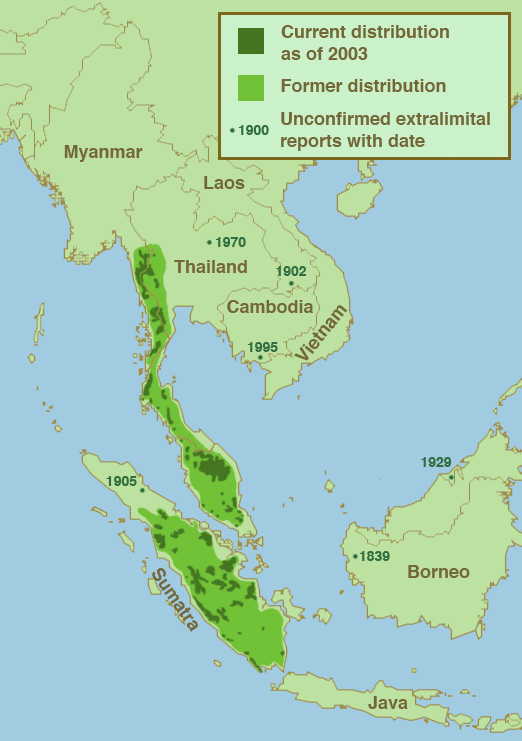 Current distribution
as of 2003
Former distribution
1900
Unconfirmed extralimital
reports with date
Myanmar
Laos
1970
Thailand
1902
Cambodia
Vietnam
1995
1929
1905
1839
Borneo
Sumatra
Java